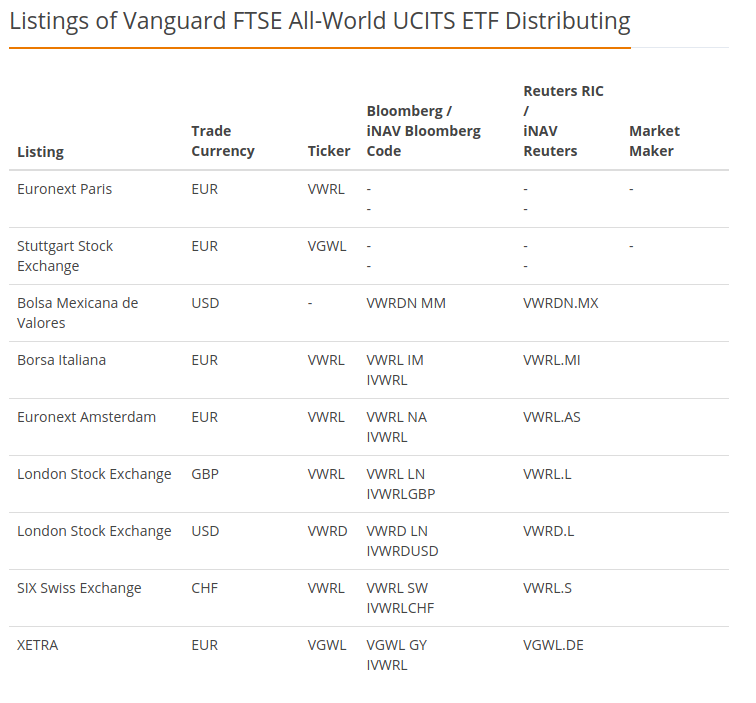 Listings of Vanguard FTSE All-World UCITS ETF Distributing
Listing Trade Currency Ticker Bloomberg / iNAV Bloomberg Code Reuters RIC / iNAV Reuters Market Maker
Euronext Paris EUR VWRL - - -
- -
Stuttgart Stock EUR VGWL - - -
Exchange - -
Bolsa Mexicana de USD - VWRDN MM VWRDN.MX
Valores
Borsa Italiana EUR VWRL VWRL IM VWRL.MI
IVWRL
Euronext Amsterdam EUR VWRL VWRL NA VWRL.AS
IVWRL
London Stock Exchange GBP VWRL VWRL LN VWRL.L
IVWRLGBP
London Stock Exchange USD VWRD VWRD LN VWRD.L
IVWRDUSD
SIX Swiss Exchange CHF VWRL VWRL SW VWRL.S
IVWRLCHF
XETRA EUR VGWL VGWL GY VGWL.DE
IVWRL